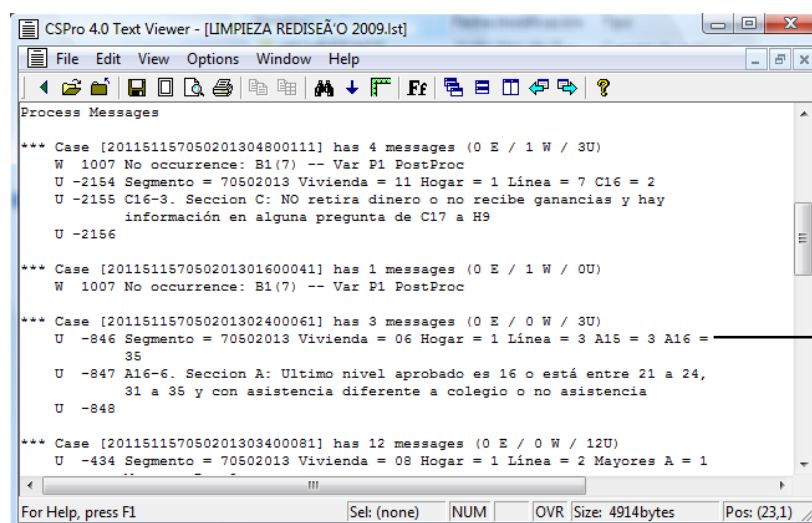 CSPro 4.0 Text Viewer - [LIMPIEZA REDISEÃ'O 2009.lst]
File Edit View Options Window Help
Process Messages
*** Case [201151157050201304800111] has 4 messages (0 E / 1 W / 3U)
W 1007 No occurrence: B1(7) -- Var P1 PostProc
U -2154 Segmento = 70502013 Vivienda = 11 Hogar = 1 Línea = 7 C16 = 2
U -2155 C16-3. Seccion C: NO retira dinero o no recibe ganancias y hay
información en alguna pregunta de C17 a H9
U -2156
*** Case [201151157050201301600041] has 1 messages (0 E / 1 W / 0U)
W 1007 No occurrence: B1(7) -- Var P1 PostProc
*** Case [201151157050201302400061] has 3 messages (0 E / 0 W / 3U)
U -846 Segmento = 70502013 Vivienda = 06 Hogar = 1 Línea = 3 A15 = 3 A16 =
35
U -847 A16-6. Seccion A: Ultimo nivel aprobado es 16 o está entre 21 a 24,
31 a 35 y con asistencia diferente a colegio o no asistencia
U -848
*** Case [201151157050201303400081] has 12 messages (0 E / 0 W / 12U)
U -434 Segmento = 70502013 Vivienda = 08 Hogar = 1 Línea = 2 Mayores A = 1
For Help, press F1 Sel: (none) NUM OVR Size: 4914bytes Pos: (23,1)